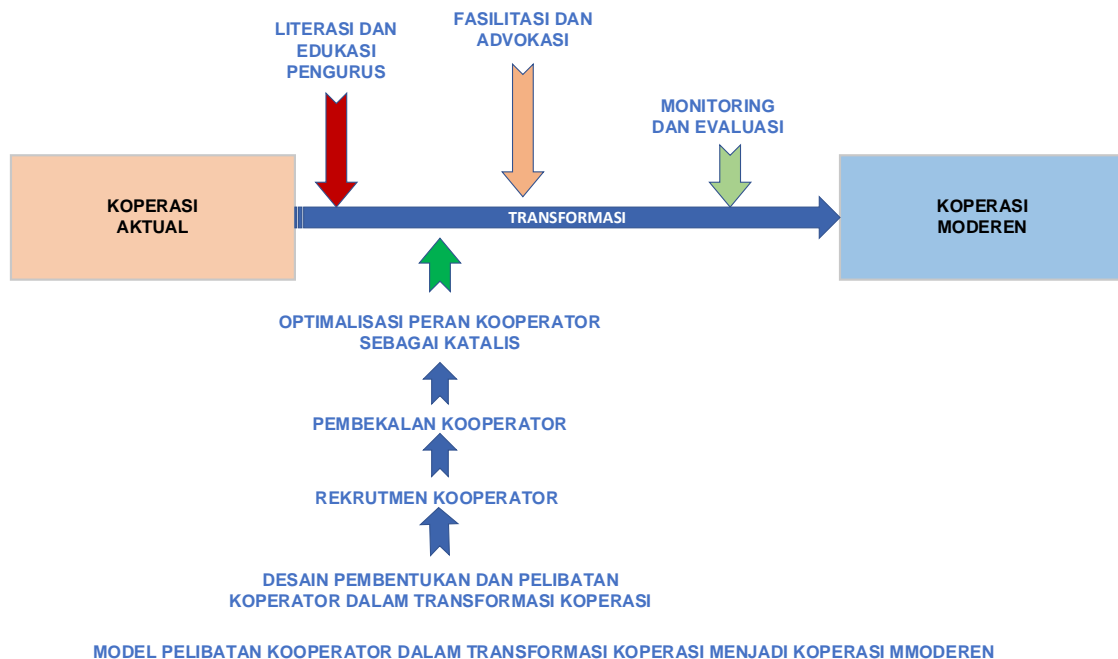 LITERASI DAN
EDUKASI
PENGURUS
FASILITASI DAN
ADVOKASI
MONITORING
DAN EVALUASI
KOPERASI
AKTUAL
TRANSFORMASI
KOPERASI
MODEREN
OPTIMALISASI PERAN KOOPERATOR
SEBAGAI KATALIS
PEMBEKALAN KOOPERATOR
REKRUTMEN KOOPERATOR
DESAIN PEMBENTUKAN DAN PELIBATAN
KOPERATOR DALAM TRANSFORMASI KOPERASI
MODEL PELIBATAN KOOPERATOR DALAM TRANSFORMASI KOPERASI MENJADI KOPERASI MMODEREN